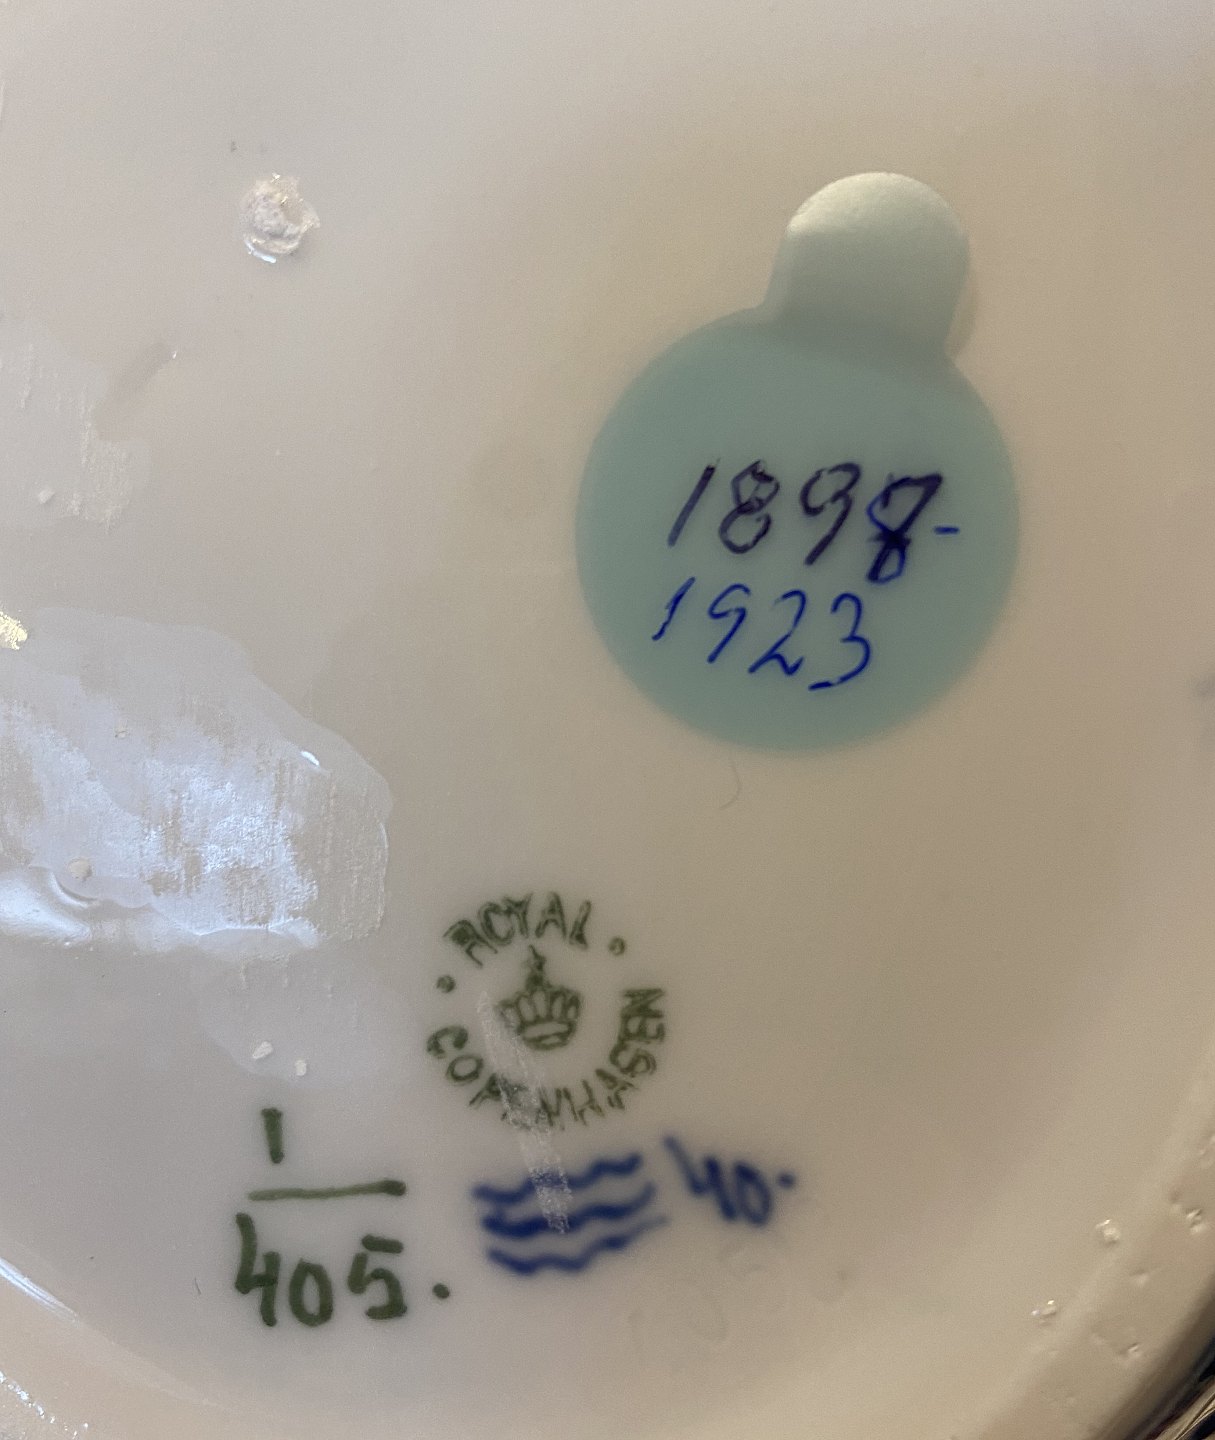 1898-
1923
ROYAL
COPENHAGEN
1
405.
40.